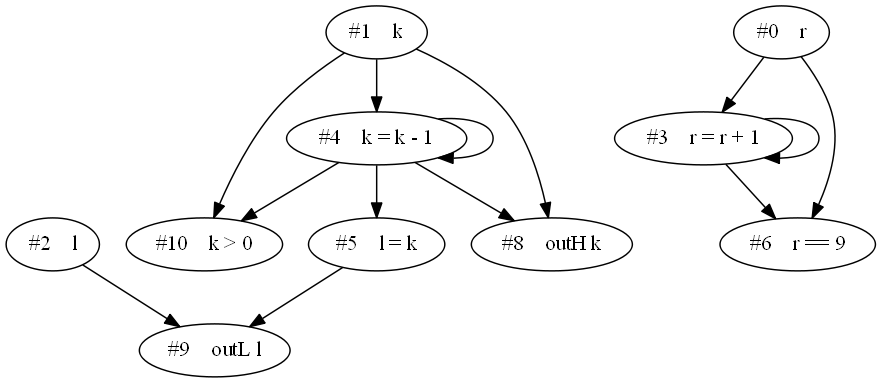 #1 k
#0 r
#4 k = k - 1
#3 r = r + 1
#2 l
#10 k > 0
#5 l = k
#8 outH k
#6 r == 9
#9 outL l